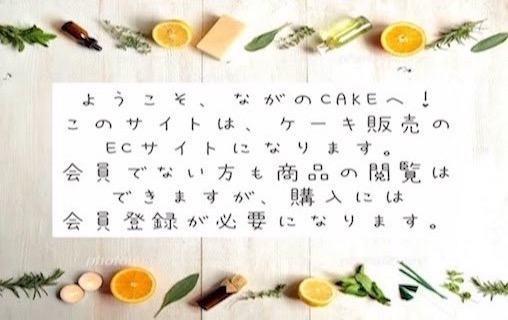 ようこそ、ながのCAKEへ！
このサイトは、ケーキ販売の
ECサイトになります。
会員でない方も商品の閲覧は
できますが、購入には
会員登録が必要になります。